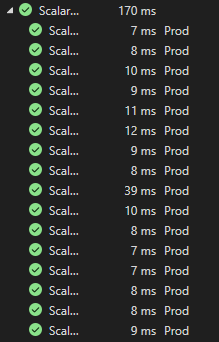 Scalar... 170 ms
Scal... 7 ms Prod
Scal... 8 ms Prod
Scal... 10 ms Prod
Scal... 9 ms Prod
Scal... 11 ms Prod
Scal... 12 ms Prod
Scal... 9 ms Prod
Scal... 8 ms Prod
Scal... 39 ms Prod
Scal... 10 ms Prod
Scal... 8 ms Prod
Scal... 7 ms Prod
Scal... 7 ms Prod
Scal... 8 ms Prod
Scal... 8 ms Prod
Scal... 9 ms Prod